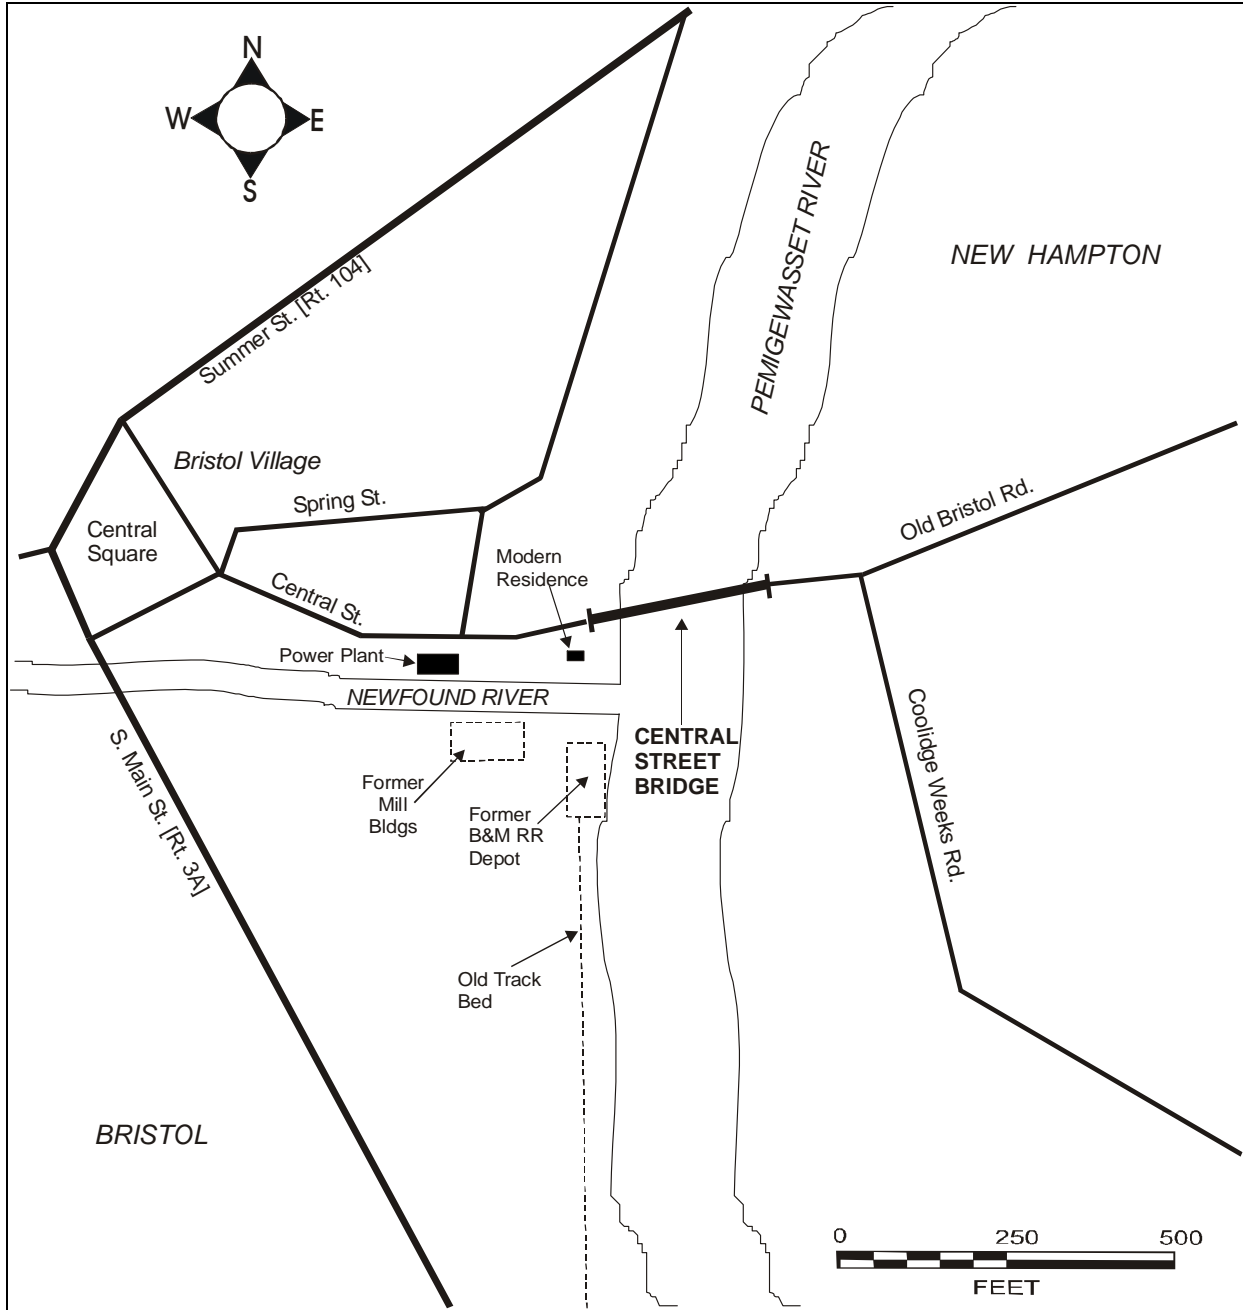 N
W
E
S
Summer St. [Rt. 104]
PEMIGEWASSET RIVER
NEW HAMPTON
Bristol Village
Spring St.
Central
Square
Central St.
Modern
Residence
Old Bristol Rd.
Power Plant
NEWFOUND RIVER
CENTRAL
STREET
BRIDGE
Coolidge Weeks Rd.
S. Main St. [Rt. 3A]
Former
Mill
Bldgs
Former
B&M RR
Depot
Old Track
Bed
BRISTOL
0 250 500
FEET